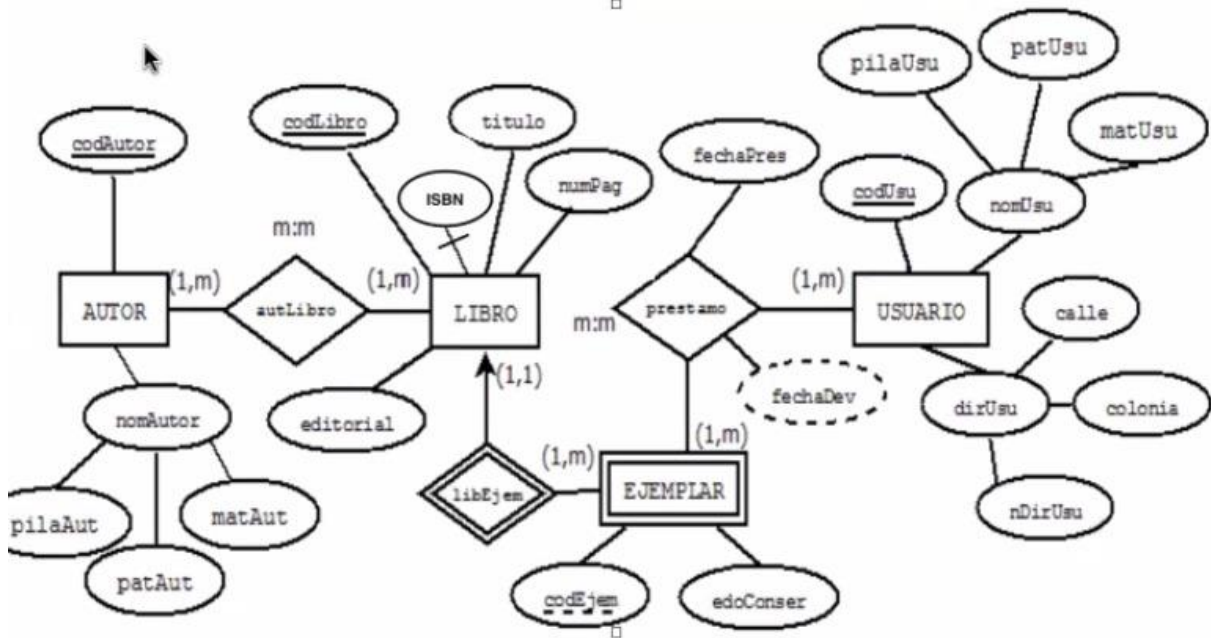 patUsu
pilaUsu
matUsu
codLibro
titulo
codAutor
fechaPres
numPag
codUsu
ISBN
nomUsu
m:m
(1,m)
(1,m)
(1,m)
AUTOR
autLibro
LIBRO
prestamo
USUARIO
calle
m:m
(1,1)
fechaDev
dirUsu
colonia
nomAutor
editorial
(1,m)
(1,m)
libEjem
EJEMPLAR
nDirUsu
pilaAut
matAut
patAut
codEjem
edoConser